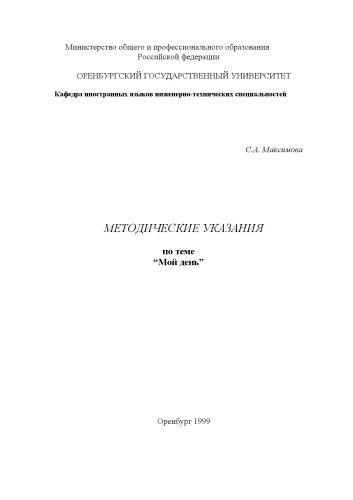 Министерство общего и профессионального образования
Российской федерации
ОРЕНБУРГСКИЙ ГОСУДАРСТВЕННЫЙ УНИВЕРСИТЕТ
Кафедра иностранных языков инженерно-технических специальностей
С.А. Максимова
МЕТОДИЧЕСКИЕ УКАЗАНИЯ
по теме
“Мой день”
Оренбург 1999